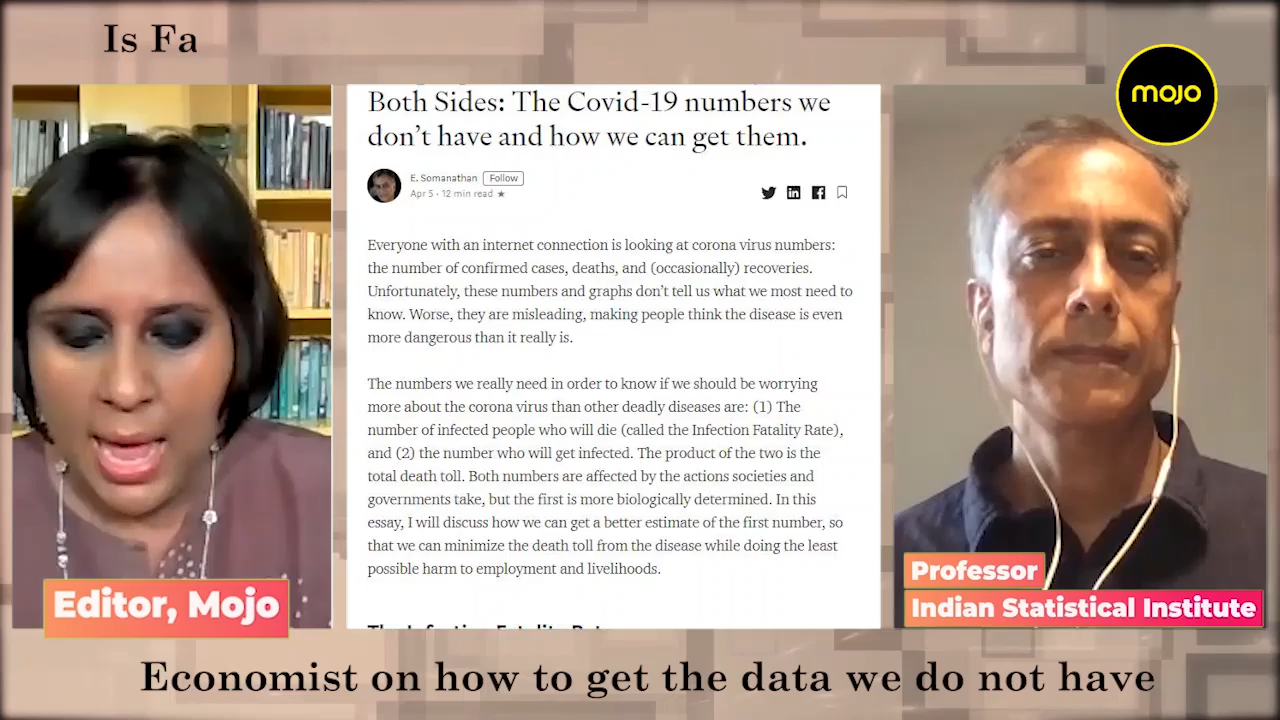 Is Fa
mojo
Both Sides: The Covid-19 numbers we
don't have and how we can get them.
E. Somanathan Follow
Apr 5 · 12 min read ★
Everyone with an internet connection is looking at corona virus numbers:
the number of confirmed cases, deaths, and (occasionally) recoveries.
Unfortunately, these numbers and graphs don't tell us what we most need to
know. Worse, they are misleading, making people think the disease is even
more dangerous than it really is.
The numbers we really need in order to know if we should be worrying
more about the corona virus than other deadly diseases are: (1) The
number of infected people who will die (called the Infection Fatality Rate),
and (2) the number who will get infected. The product of the two is the
total death toll. Both numbers are affected by the actions societies and
governments take, but the first is more biologically determined. In this
essay, I will discuss how we can get a better estimate of the first number, so
that we can minimize the death toll from the disease while doing the least
possible harm to employment and livelihoods.
Editor, Mojo
Professor
Indian Statistical Institute
Economist on how to get the data we do not have